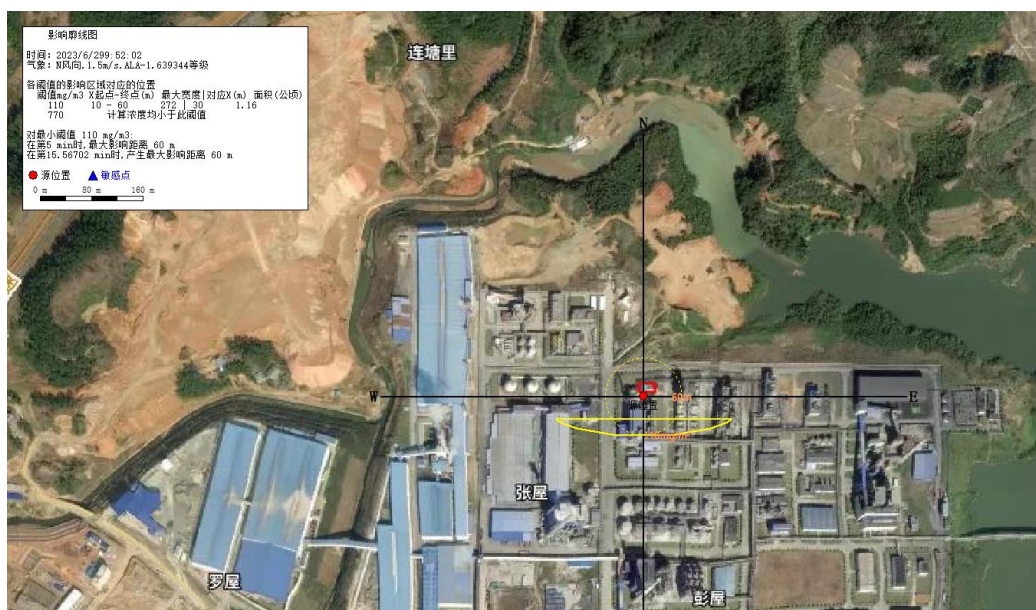 影响廓线图
时间: 2023/6/299:52:02
气象: N风向,1.5m/s,ALA-1.639344等级
各阈值的影响区域对应的位置
阈值mg/m3 X起点-终点(m) 最大宽度|对应X(m) 面积(公顷)
110 10 - 60 272 | 30 1.16
770 计算浓度均小于此阈值
对最小阈值 110 mg/m3:
在第5 min时,最大影响距离 60 m
在第15.56702 min时,产生最大影响距离 60 m
源位置 敏感点
0 m 80 m 160 m
连塘里
N
W
E
60m
源位置
张屋
罗屋
彭屋